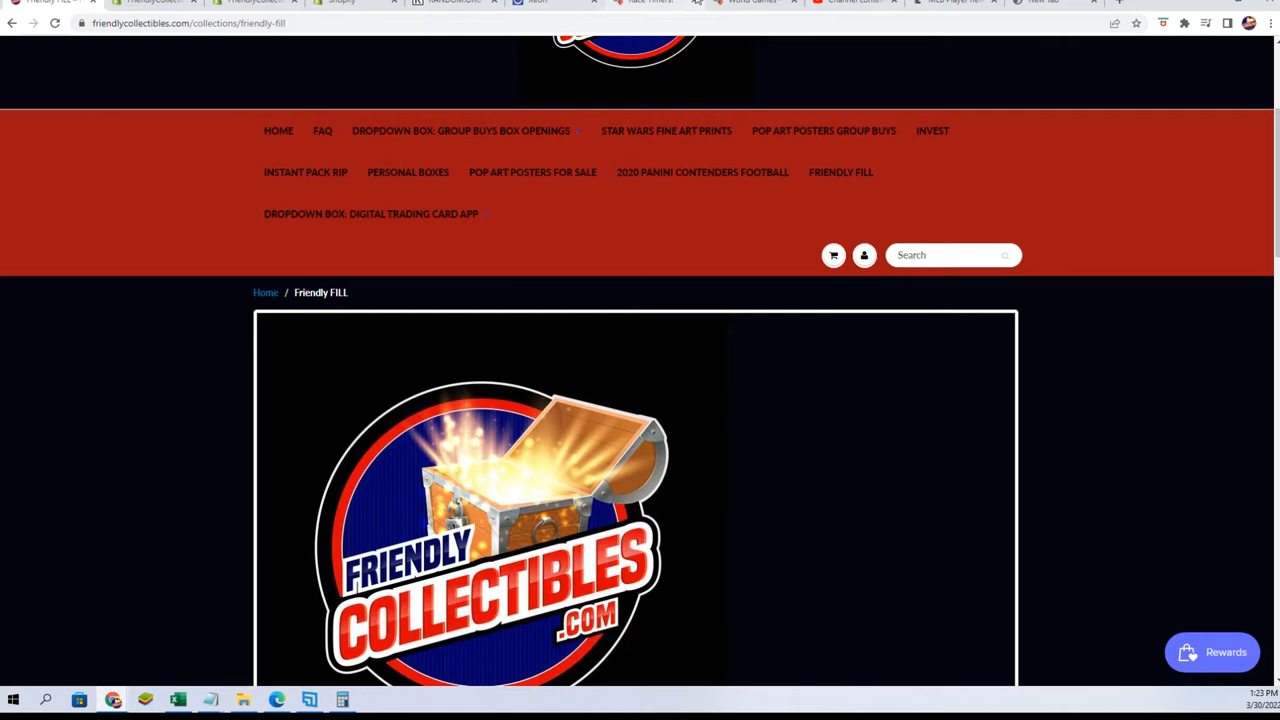 friendlycollectibles.com/collections/friendly-fill
HOME FAQ DROPDOWN BOX: GROUP BUYS BOX OPENINGS STAR WARS FINE ART PRINTS POP ART POSTERS GROUP BUYS INVEST
INSTANT PACK RIP PERSONAL BOXES POP ART POSTERS FOR SALE 2020 PANINI CONTENDERS FOOTBALL FRIENDLY FILL
DROPDOWN BOX: DIGITAL TRADING CARD APP
Search
Home / Friendly FILL
FRIENDLY
COLLECTIBLES
.COM
Rewards
1:23 PM